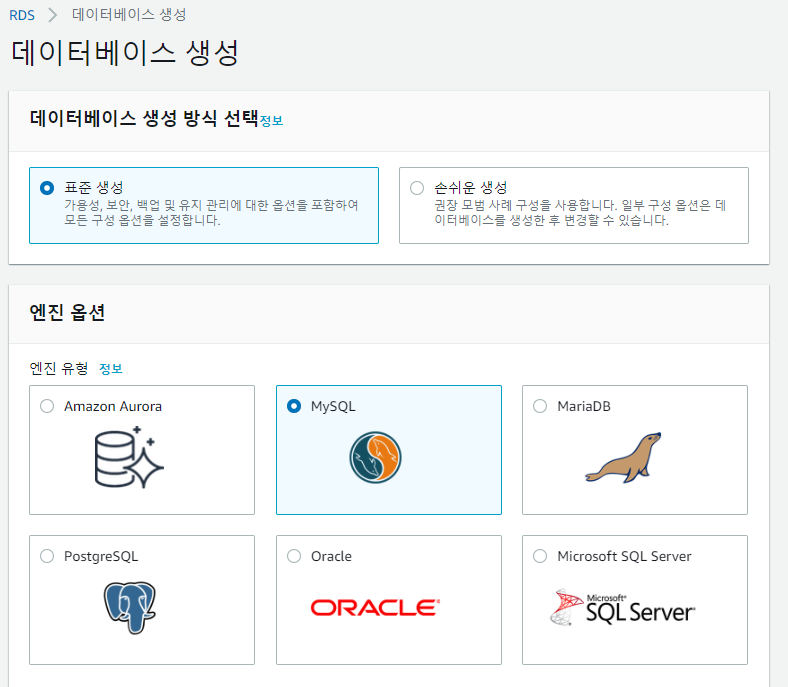 RDS > 데이터베이스 생성
데이터베이스 생성
데이터베이스 생성 방식 선택 정보
표준 생성
가용성, 보안, 백업 및 유지 관리에 대한 옵션을 포함하여
모든 구성 옵션을 설정합니다.
손쉬운 생성
권장 모범 사례 구성을 사용합니다. 일부 구성 옵션은 데
이터베이스를 생성한 후 변경할 수 있습니다.
엔진 옵션
엔진 유형 정보
Amazon Aurora
MySQL
MariaDB
PostgreSQL
Oracle
ORACLE®
Microsoft SQL Server
Microsoft®
SQL Server®